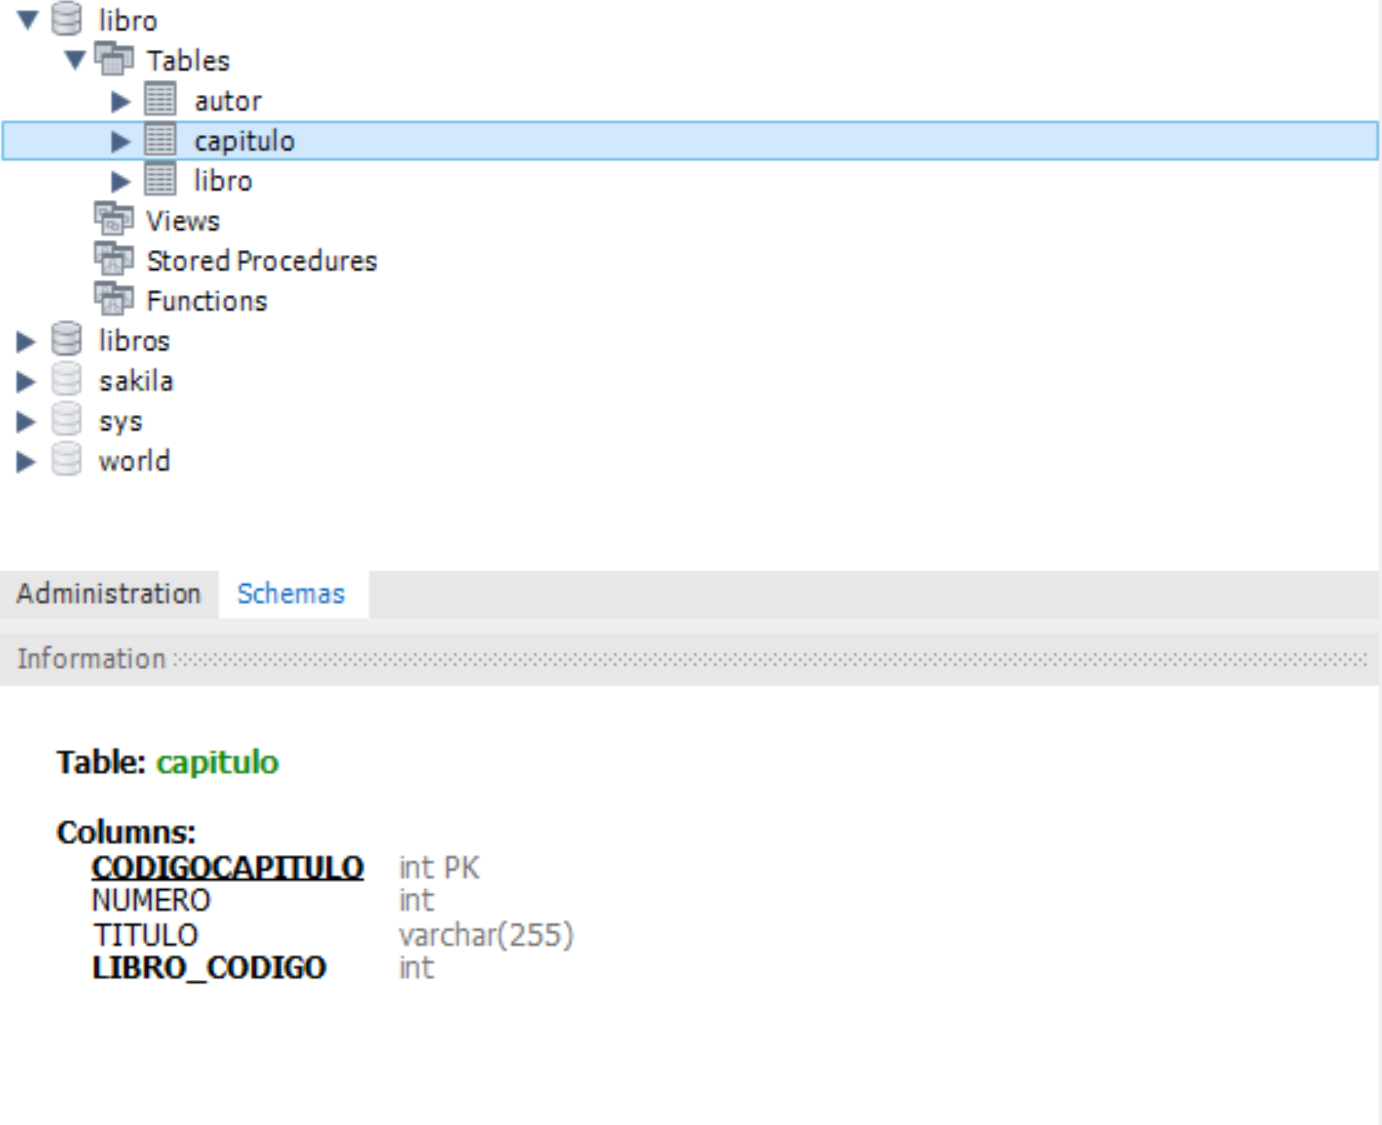 libro
Tables
autor
capitulo
libro
Views
Stored Procedures
Functions
libros
sakila
sys
world
Administration Schemas
Information
Table: capitulo
Columns:
CODIGOCAPITULO int PK
NUMERO int
TITULO varchar(255)
LIBRO_CODIGO int